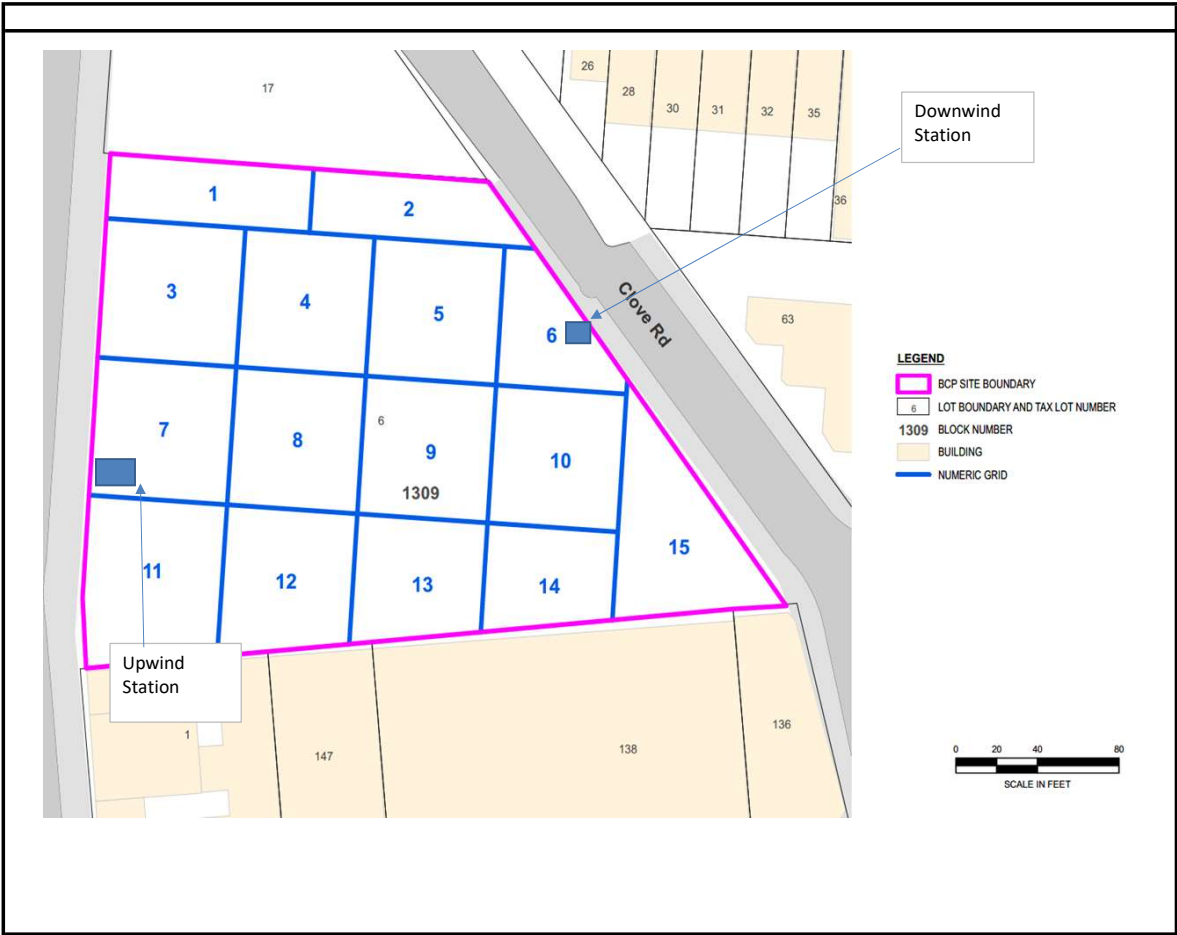 17
26
28
30
31
32
35
36
Downwind
Station
1
2
3
4
5
6
Clove Rd
63
7
8
6
9
1309
10
11
12
13
14
15
Upwind
Station
1
147
138
136
LEGEND
BCP SITE BOUNDARY
6 LOT BOUNDARY AND TAX LOT NUMBER
1309 BLOCK NUMBER
BUILDING
NUMERIC GRID
0 20 40 80
SCALE IN FEET